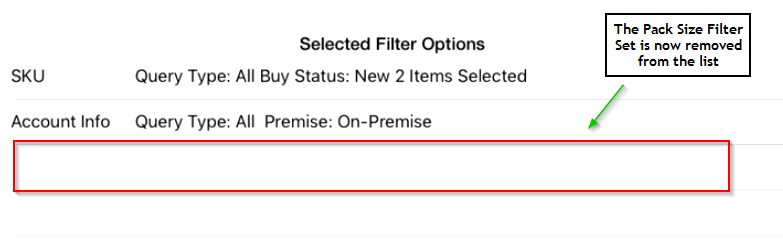 The Pack Size Filter
Set is now removed
from the list
Selected Filter Options
SKU Query Type: All Buy Status: New 2 Items Selected
Account Info Query Type: All  Premise: On-Premise